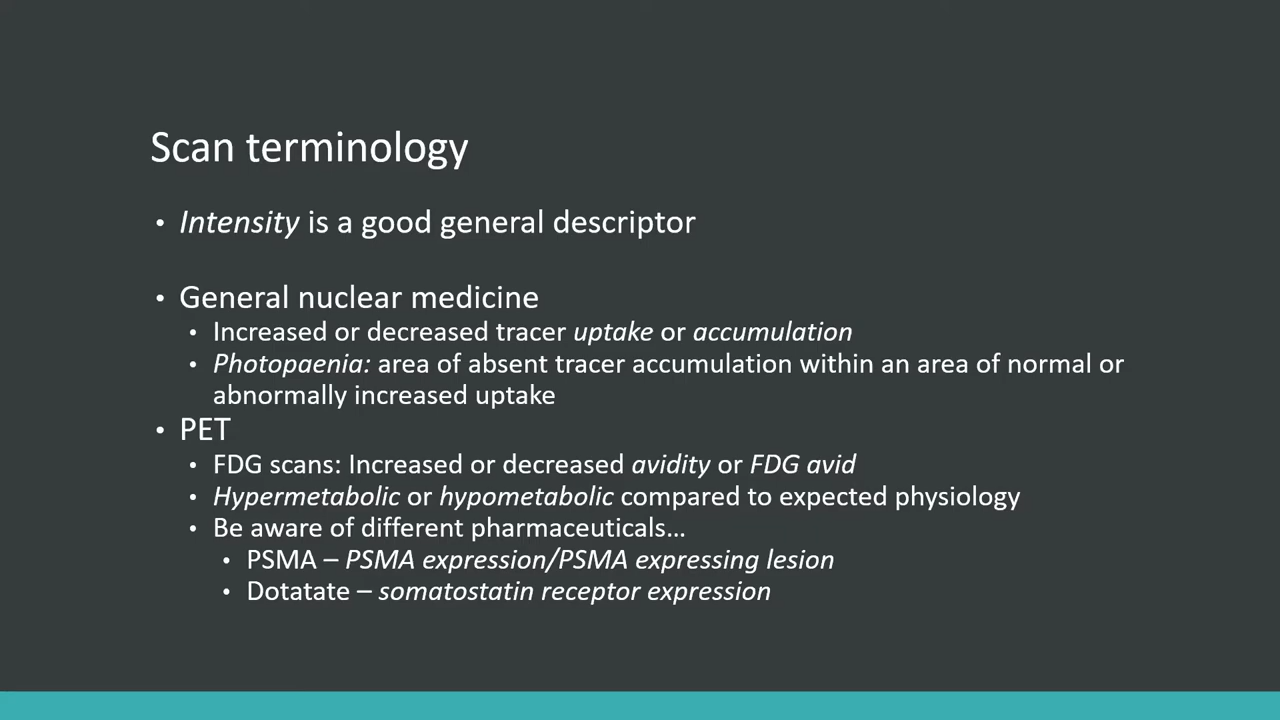 Scan terminology
• Intensity is a good general descriptor
• General nuclear medicine
• Increased or decreased tracer uptake or accumulation
• Photopaenia: area of absent tracer accumulation within an area of normal or
abnormally increased uptake
• PET
• FDG scans: Increased or decreased avidity or FDG avid
• Hypermetabolic or hypometabolic compared to expected physiology
• Be aware of different pharmaceuticals…
• PSMA – PSMA expression/PSMA expressing lesion
• Dotatate – somatostatin receptor expression